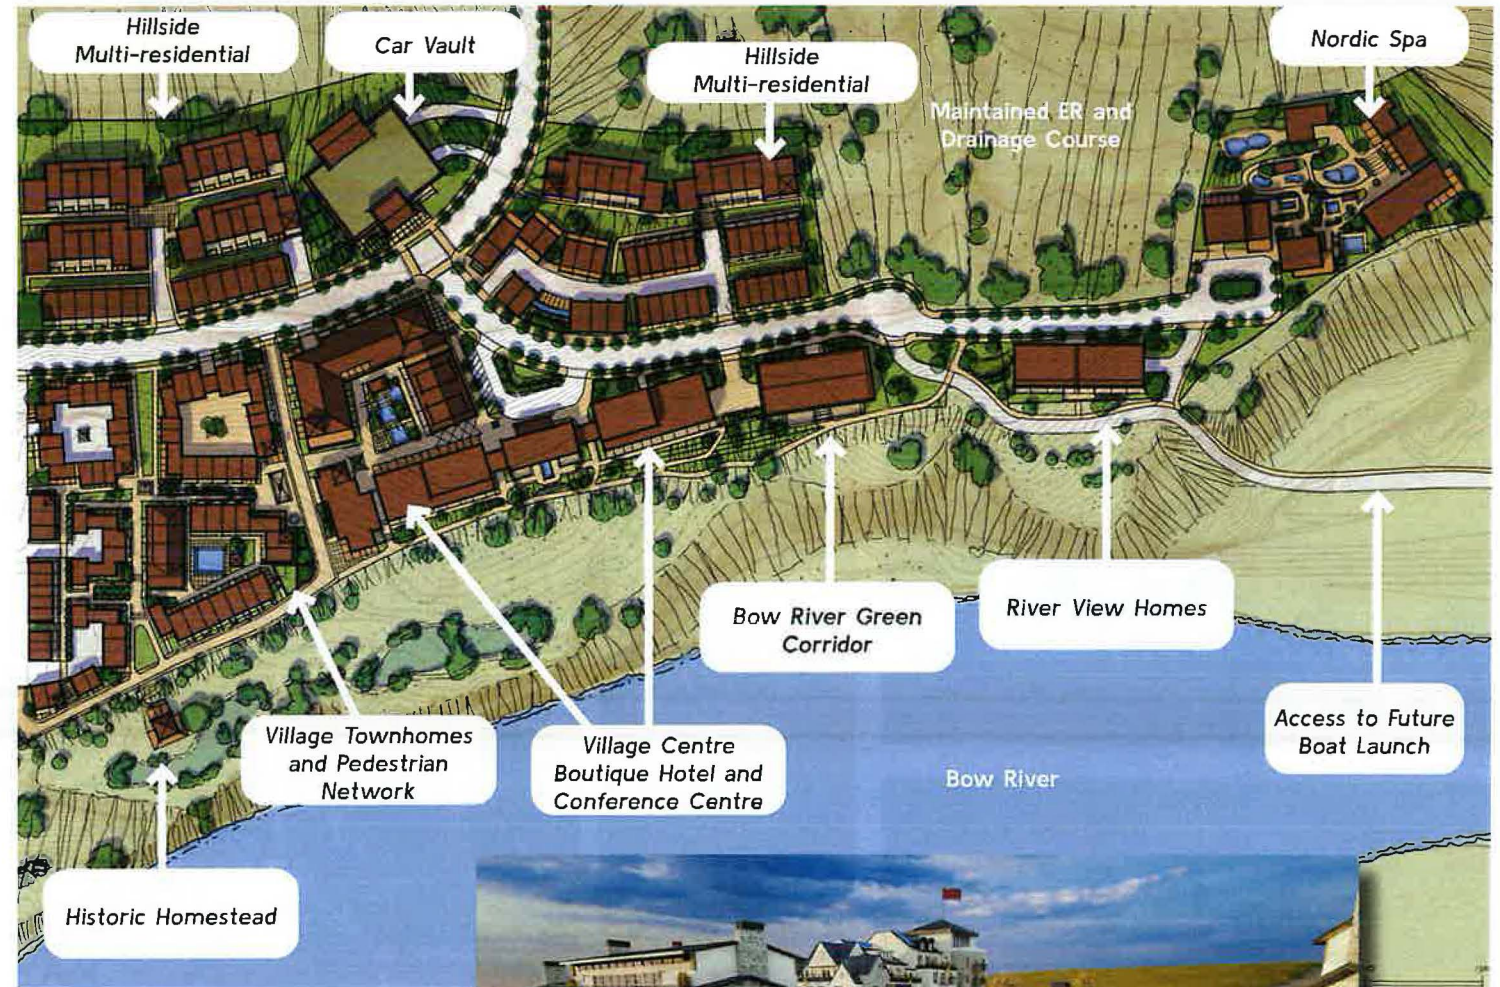 Hillside
Multi-residential
Car Vault
Hillside
Multi-residential
Nordic Spa
Maintained ER and
Drainage Course
Bow River Green
Corridor
River View Homes
Access to Future
Boat Launch
Village Townhomes
and Pedestrian
Network
Village Centre
Boutique Hotel and
Conference Centre
Bow River
Historic Homestead